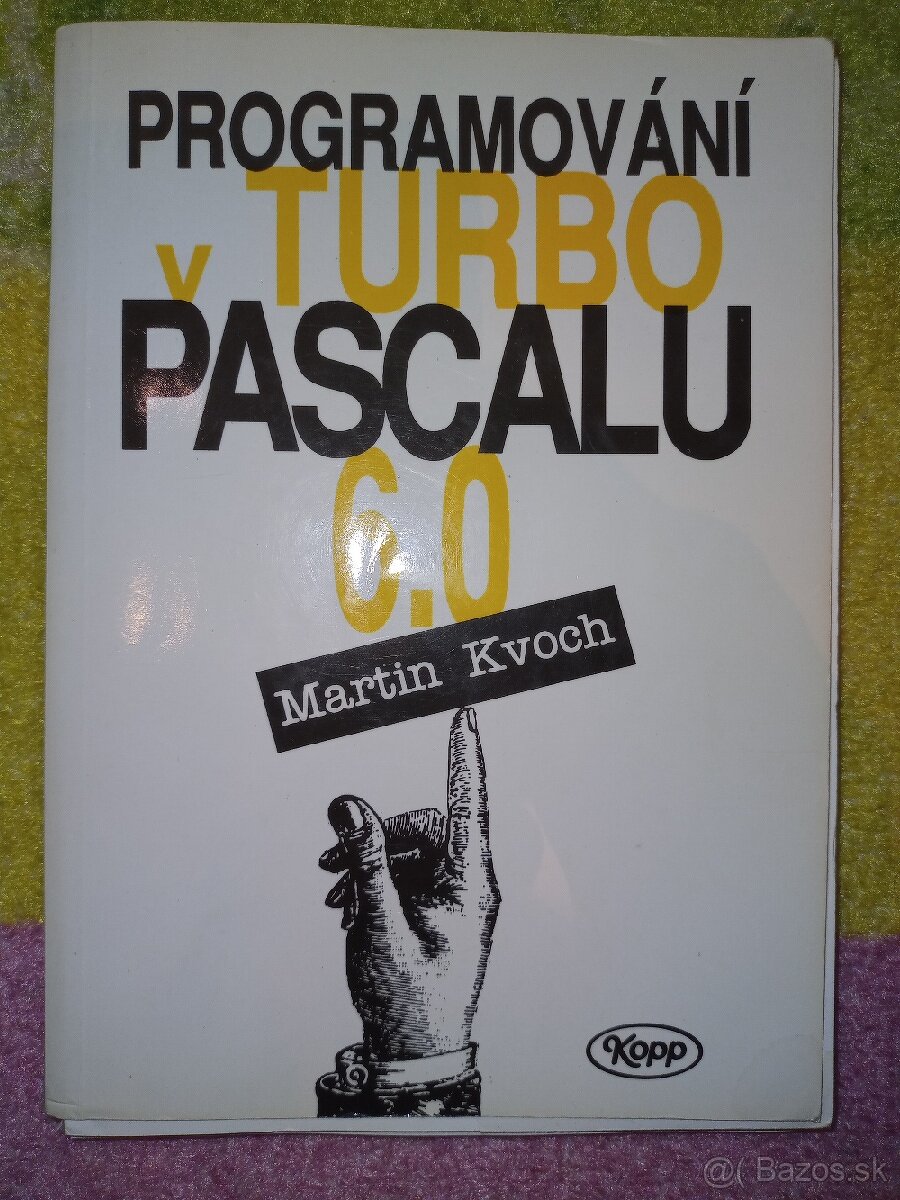 PROGRAMOVÁNÍ
v TURBO
PASCALU
6.0
Martin Kvoch
Kopp
@( Bazos.sk